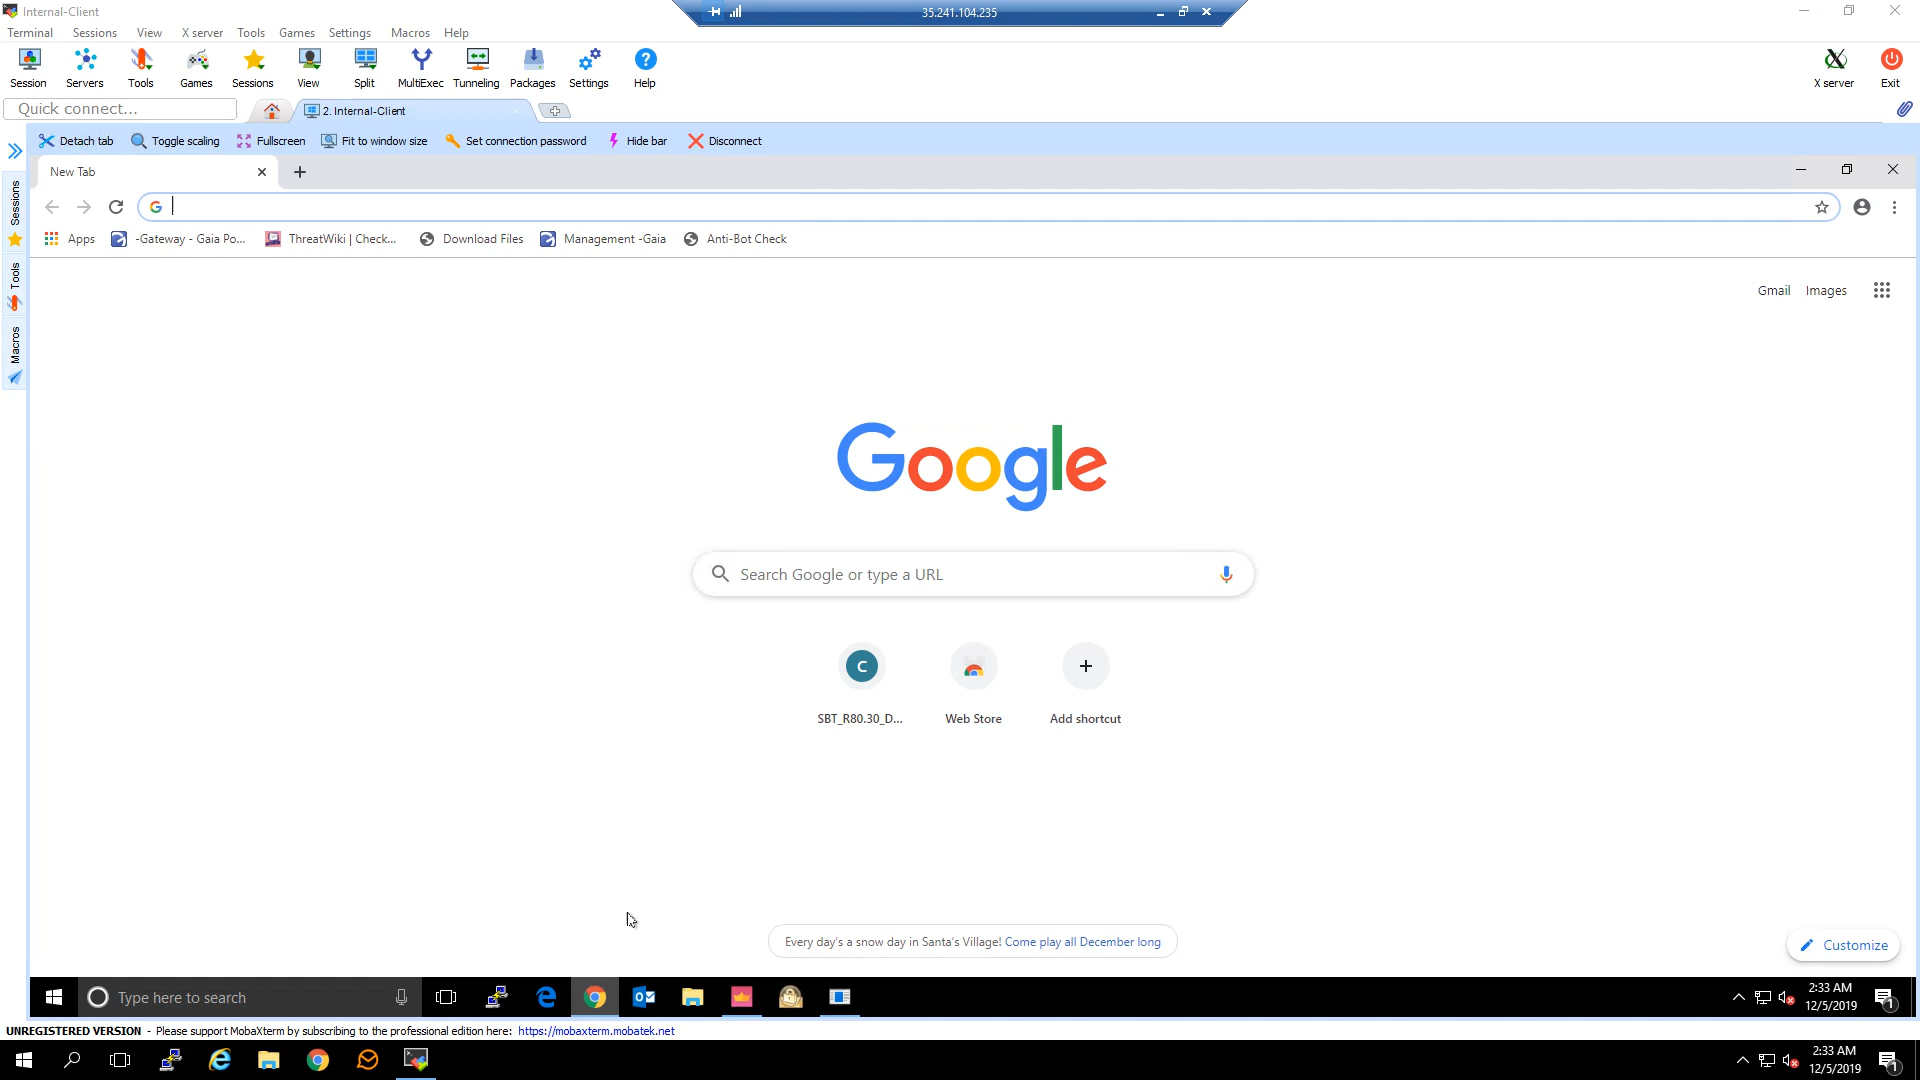 Internal-Client
35.241.104.235
Terminal Sessions View X server Tools Games Settings Macros Help
Session Servers Tools Games Sessions View Split MultiExec Tunneling Packages Settings Help X server Exit
Quick connect...
2. Internal-Client
Detach tab Toggle scaling Fullscreen Fit to window size Set connection password Hide bar Disconnect
Sessions
Tools
Macros
New Tab
Apps -Gateway - Gaia Po... ThreatWiki | Check... Download Files Management -Gaia Anti-Bot Check
Gmail Images
Google
Search Google or type a URL
C
SBT_R80.30_D... Web Store Add shortcut
Every day's a snow day in Santa's Village! Come play all December long
Customize
Type here to search
2:33 AM
12/5/2019
1
UNREGISTERED VERSION - Please support MobaXterm by subscribing to the professional edition here: https://mobaxterm.mobatek.net
2:33 AM
12/5/2019
1